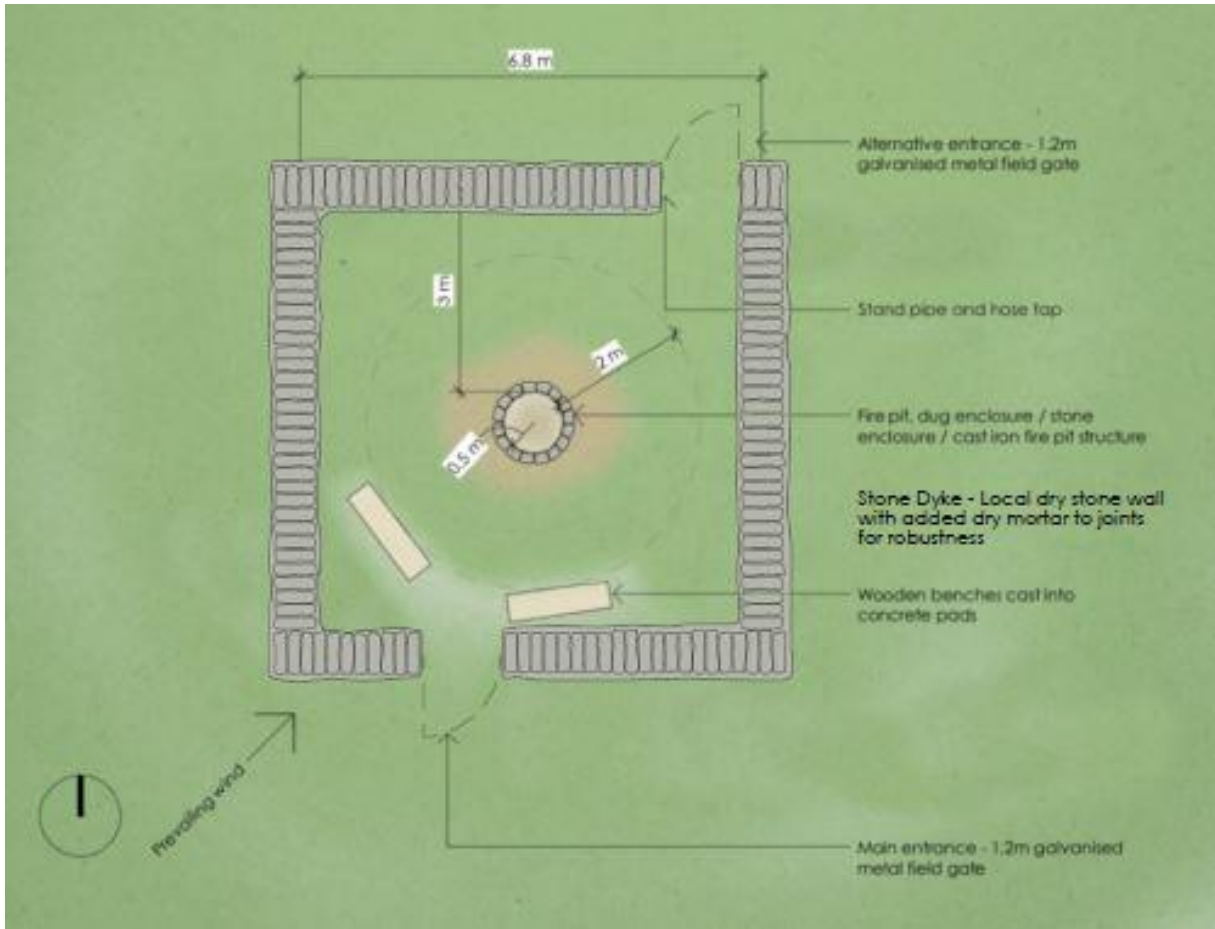 6.8 m
Alternative entrance - 1.2m
galvanised metal field gate
3 m
Stand pipe and hose tap
2 m
Fire pit, dug enclosure / stone
enclosure / cast iron fire pit structure
0.5 m
Stone Dyke - Local dry stone wall
with added dry mortar to joints
for robustness
Wooden benches cast into
concrete pads
Prevailing wind
Main entrance - 1.2m galvanised
metal field gate